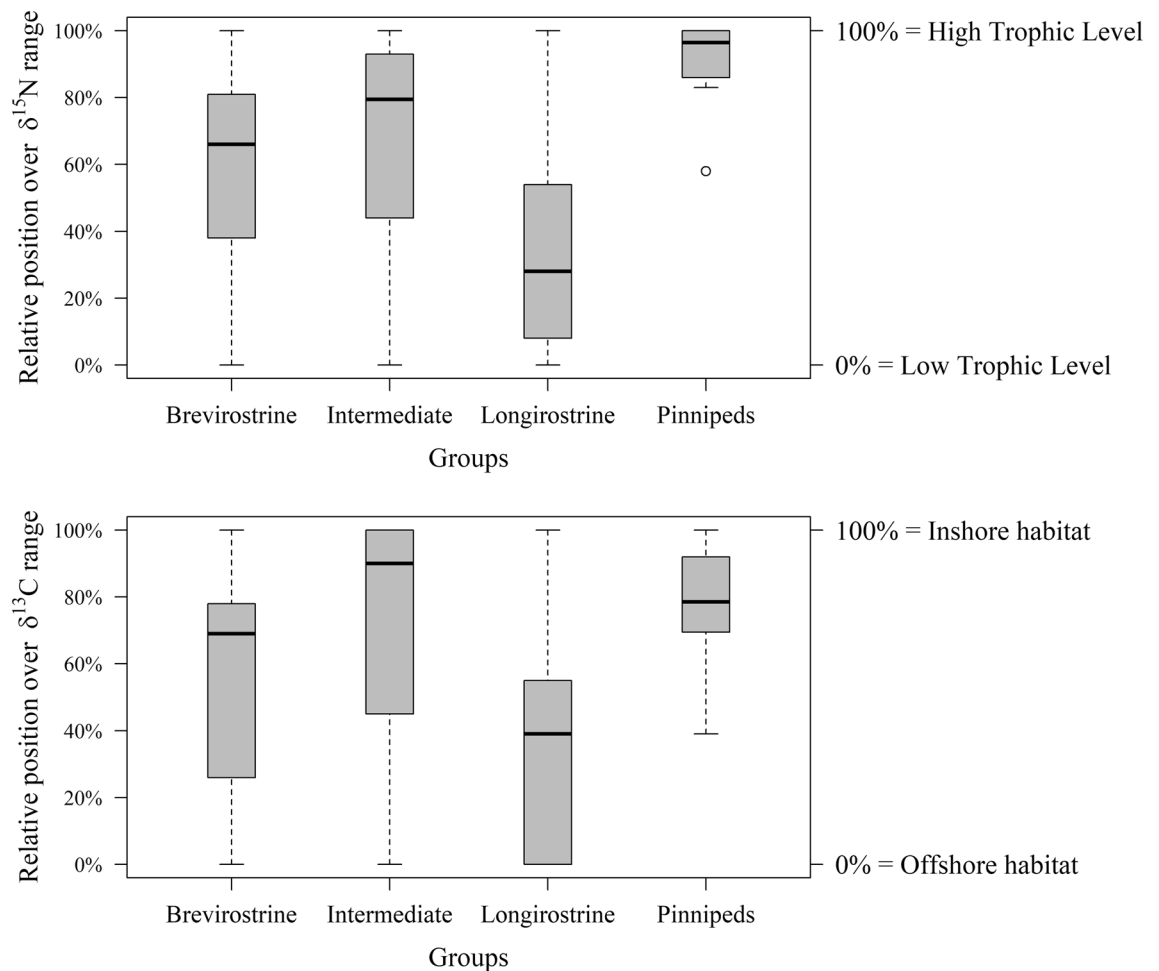 Relative position over δ15N range
100%
80%
60%
40%
20%
0%
100% = High Trophic Level
0% = Low Trophic Level
Brevirostrine Intermediate Longirostrine Pinnipeds
Groups
Relative position over δ13C range
100%
80%
60%
40%
20%
0%
100% = Inshore habitat
0% = Offshore habitat
Brevirostrine Intermediate Longirostrine Pinnipeds
Groups